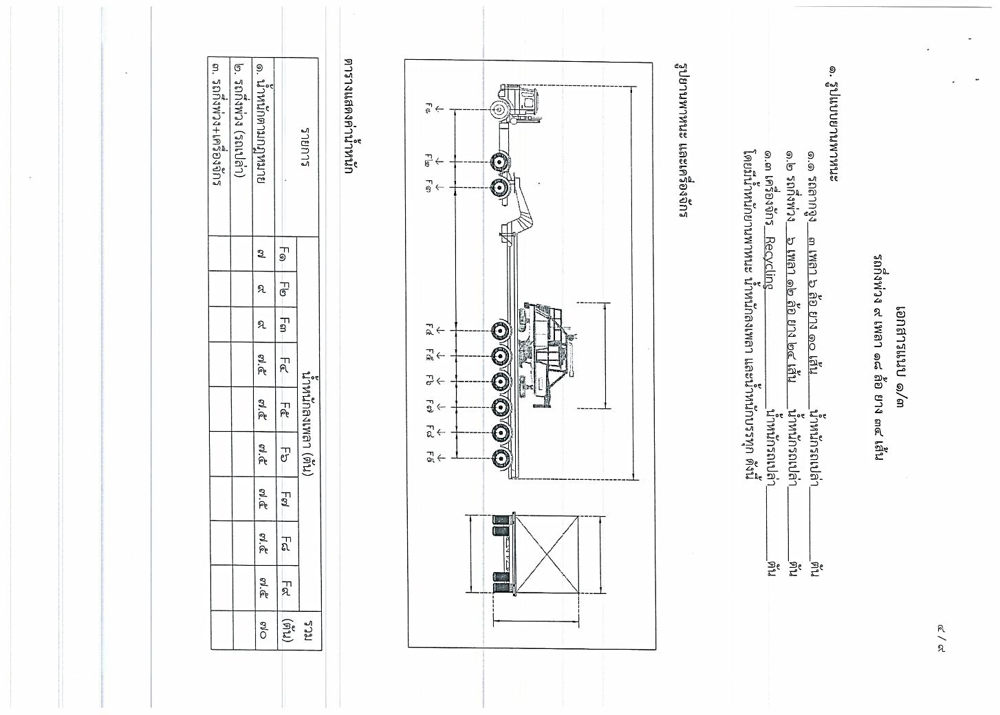 ๔ / ๙
เอกสารแนบ ๑/๓
รถกึ่งพ่วง ๙ เพลา ๑๘ ล้อ ยาง ๓๔ เส้น
๑. รูปแบบยานพาหนะ
๑.๑ รถลากจูง ๓ เพลา ๖ ล้อ ยาง ๑๐ เส้น น้ำหนักรถเปล่า ตัน
๑.๒ รถกึ่งพ่วง ๖ เพลา ๑๒ ล้อ ยาง ๒๔ เส้น น้ำหนักรถเปล่า ตัน
๑.๓ เครื่องจักร Recycling น้ำหนักรถเปล่า ตัน
โดยมีน้ำหนักยานพาหนะ น้ำหนักลงเพลา และน้ำหนักบรรทุก ดังนี้
รูปยานพาหนะ และเครื่องจักร
F๑ F๒ F๓ F๔ F๕ F๖ F๗ F๘ F๙
ตารางแสดงค่าน้ำหนัก
รายการ น้ำหนักลงเพลา (ตัน) รวม (ตัน)
F๑ F๒ F๓ F๔ F๕ F๖ F๗ F๘ F๙
๑. น้ำหนักตามกฎหมาย ๗ ๙ ๙ ๗.๕ ๗.๕ ๗.๕ ๗.๕ ๗.๕ ๗.๕ ๗๐
๒. รถกึ่งพ่วง (รถเปล่า)
๓. รถกึ่งพ่วง+เครื่องจักร